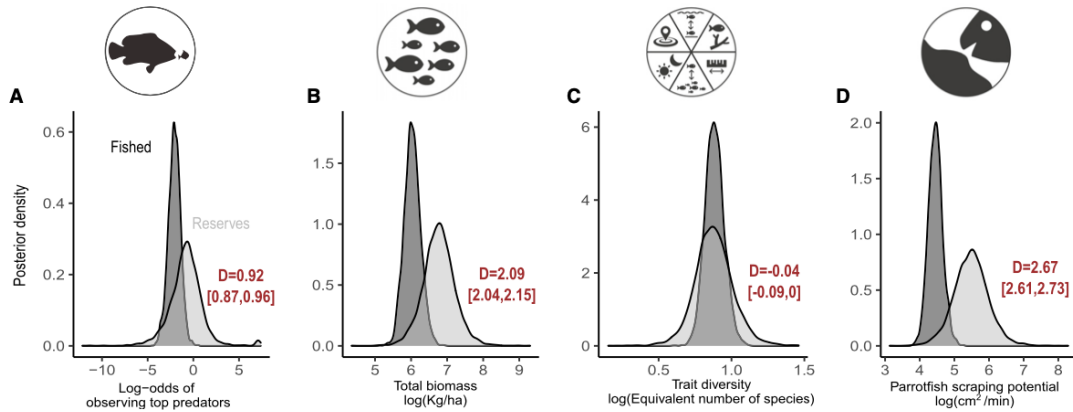 A
Posterior density
0.6
0.4
0.2
0.0
Fished
Reserves
D=0.92
[0.87,0.96]
−10
−5
0
5
Log−odds of
observing top predators
B
1.5
1.0
0.5
0.0
D=2.09
[2.04,2.15]
5
6
7
8
9
Total biomass
log(Kg/ha)
C
6
4
2
0
D=-0.04
[-0.09,0]
0.5
1.0
1.5
Trait diversity
log(Equivalent number of species)
D
2.0
1.5
1.0
0.5
0.0
D=2.67
[2.61,2.73]
3
4
5
6
7
8
Parrotfish scraping potential
log(cm²/min)